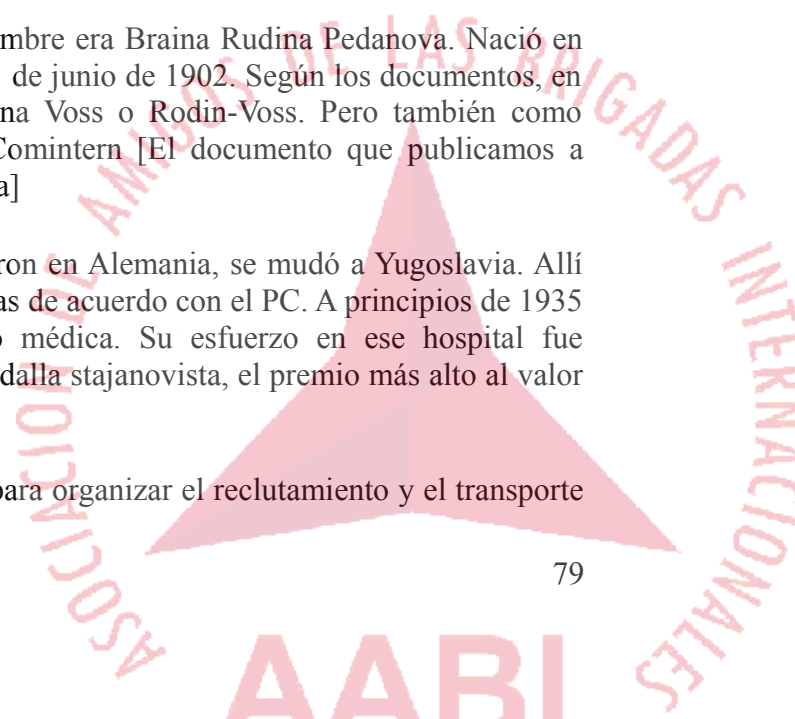 mbre era Braina Rudina Pedanova. Nació en
de junio de 1902. Según los documentos, en
na Voss o Rodin-Voss. Pero también como
Comintern [El documento que publicamos a
a]
ron en Alemania, se mudó a Yugoslavia. Allí
as de acuerdo con el PC. A principios de 1935
o médica. Su esfuerzo en ese hospital fue
dalla stajanovista, el premio más alto al valor
para organizar el reclutamiento y el transporte
79
ASOCIACION DE AMIGOS DE LAS BRIGADAS INTERNACIONALES
AABI